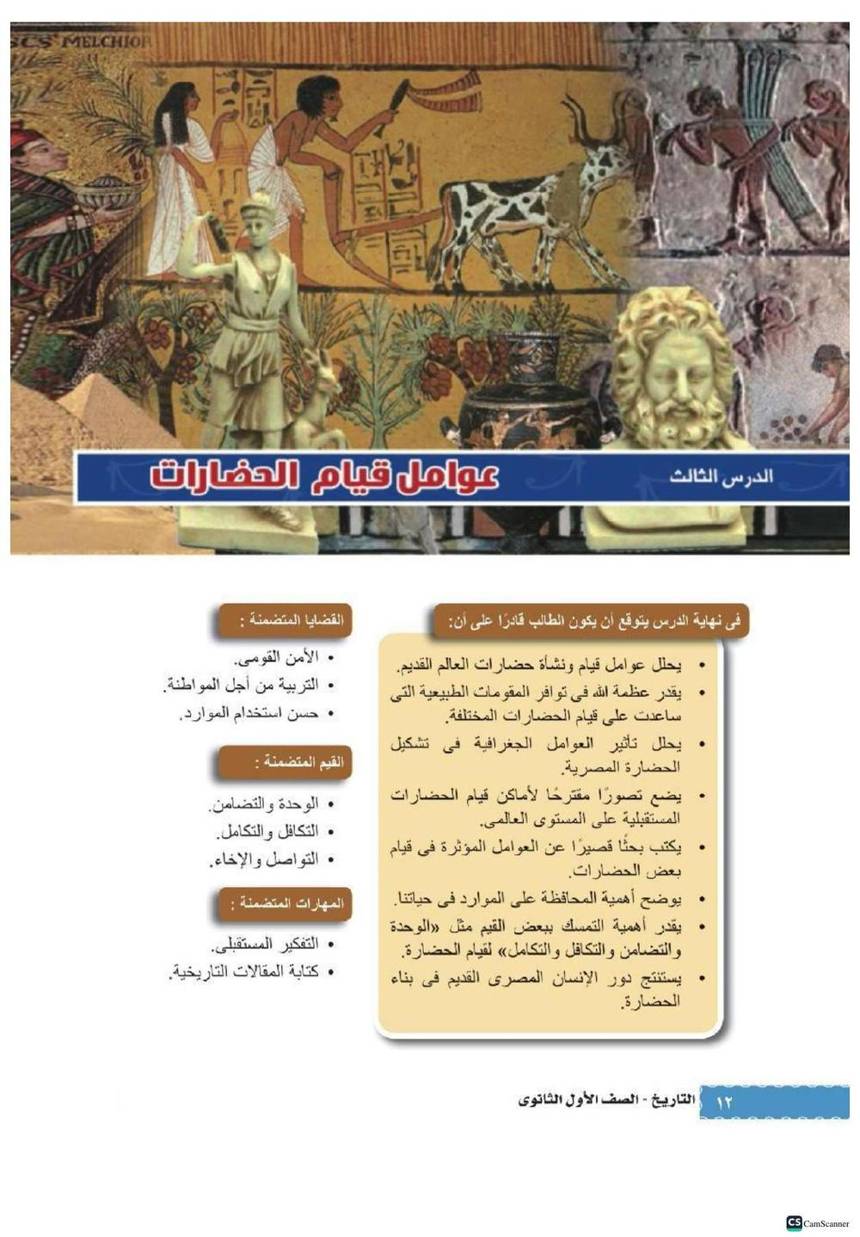 SCS MELCHIOR
الدرس الثالث
عوامل قيام الحضارات
فى نهاية الدرس يتوقع أن يكون الطالب قادرًا على أن:
• يحلل عوامل قيام ونشأة حضارات العالم القديم.
• يقدر عظمة الله فى توافر المقومات الطبيعية التى
ساعدت على قيام الحضارات المختلفة.
• يحلل تأثير العوامل الجغرافية فى تشكيل
الحضارة المصرية.
• يضع تصورًا مقترحًا لأماكن قيام الحضارات
المستقبلية على المستوى العالمى.
• يكتب بحثًا قصيرًا عن العوامل المؤثرة فى قيام
بعض الحضارات.
• يوضح أهمية المحافظة على الموارد فى حياتنا.
• يقدر أهمية التمسك ببعض القيم مثل «الوحدة
والتضامن والتكافل والتكامل» لقيام الحضارة.
• يستنتج دور الإنسان المصرى القديم فى بناء
الحضارة.
القضايا المتضمنة :
• الأمن القومى.
• التربية من أجل المواطنة.
• حسن استخدام الموارد.
القيم المتضمنة :
• الوحدة والتضامن.
• التكافل والتكامل.
• التواصل والإخاء.
المهارات المتضمنة :
• التفكير المستقبلى.
• كتابة المقالات التاريخية.
١٢ التاريخ - الصف الأول الثانوى
CS CamScanner